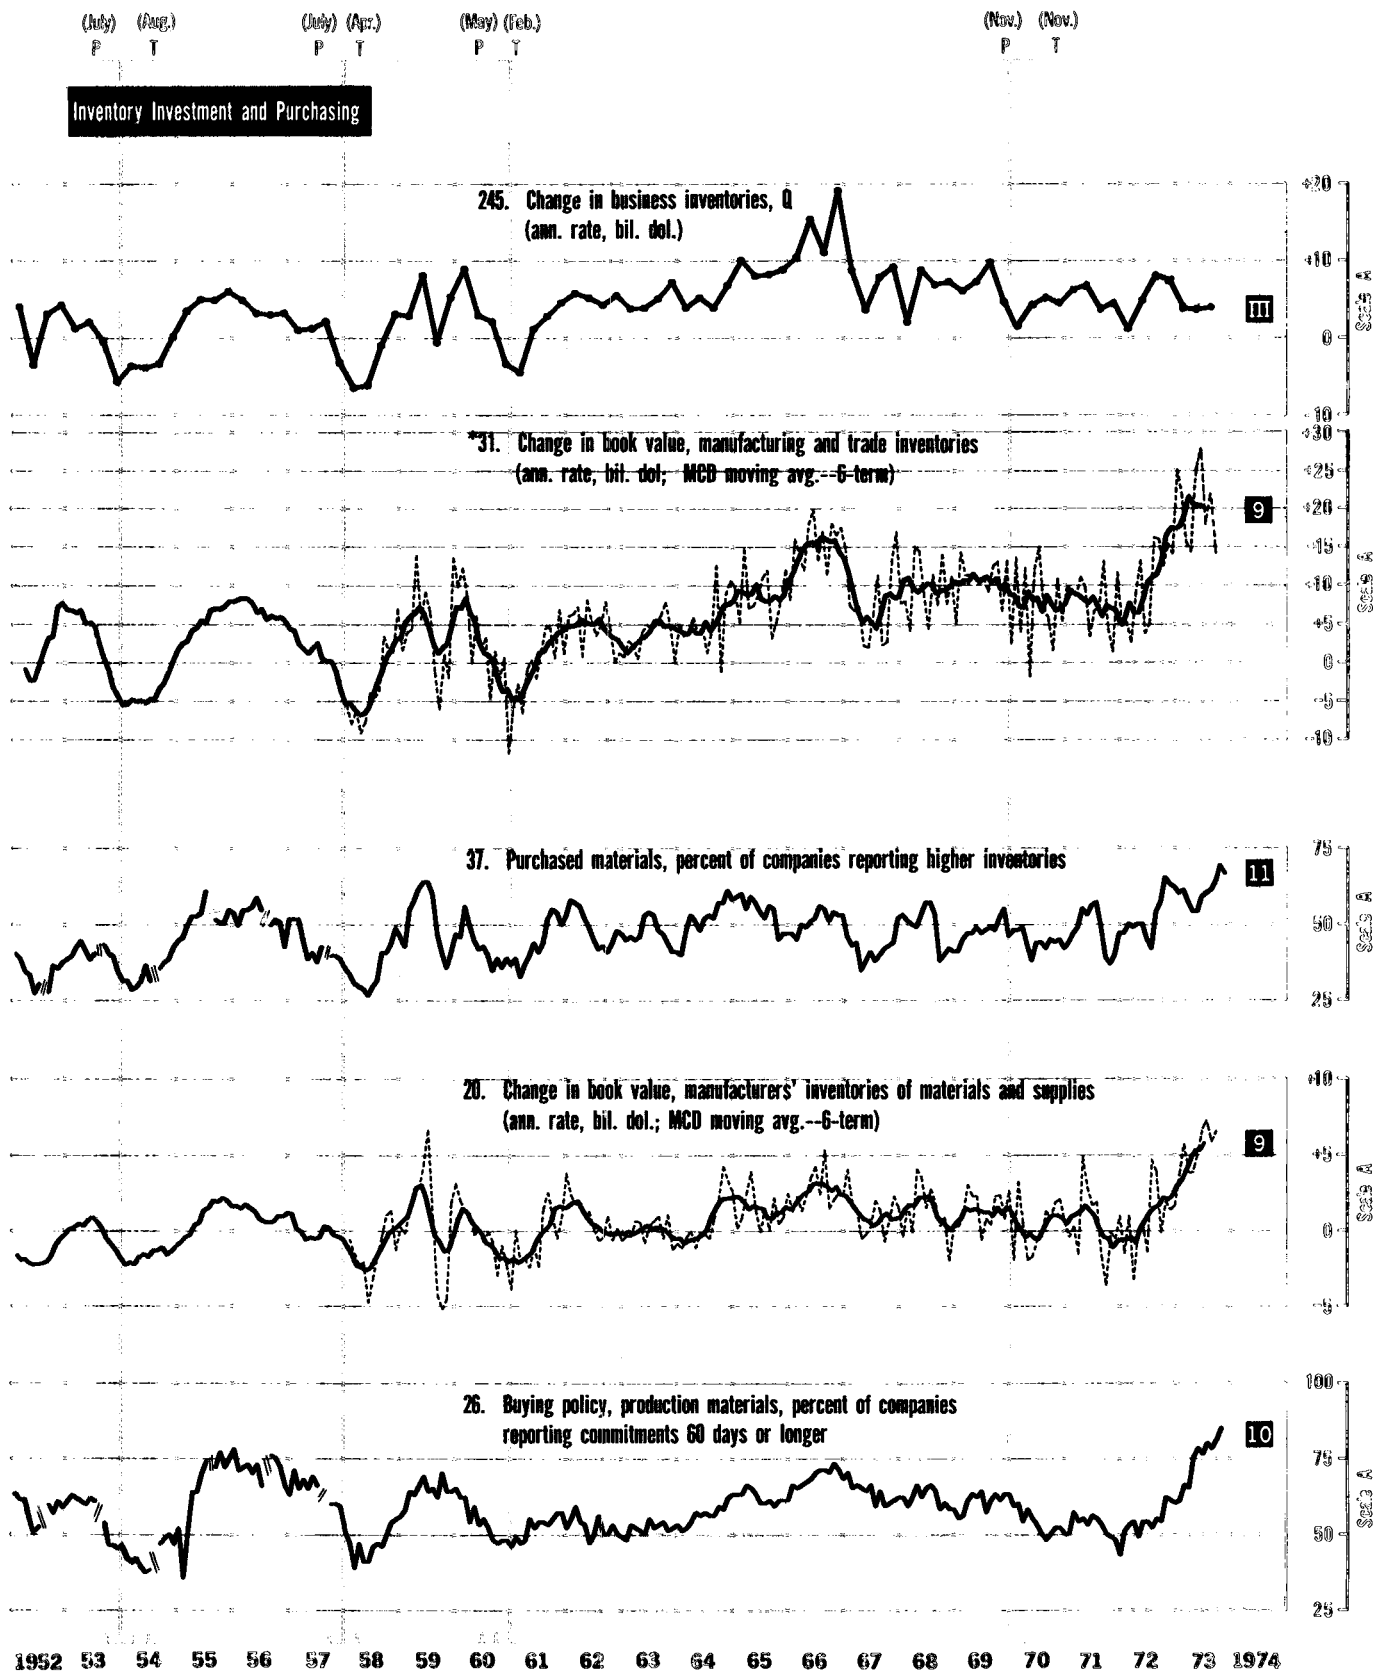 (July) (Aug.) (July) (Apr.) (May) (Feb.) (Nov.) (Nov.)
P T P T P T P T
Inventory Investment and Purchasing
245. Change in business inventories, Q
(ann. rate, bil. dol.)
+20
+10
0
10
Scale A
III
*31. Change in book value, manufacturing and trade inventories
(ann. rate, bil. dol; MCD moving avg.--6-term)
+30
+25
+20
+15
+10
+5
0
-5
-10
Scale A
9
37. Purchased materials, percent of companies reporting higher inventories
75
50
25
Scale A
11
20. Change in book value, manufacturers' inventories of materials and supplies
(ann. rate, bil. dol.; MCD moving avg.--6-term)
+10
+5
0
-5
Scale A
9
26. Buying policy, production materials, percent of companies
reporting commitments 60 days or longer
100
75
50
25
Scale A
10
1952 53 54 55 56 57 58 59 60 61 62 63 64 65 66 67 68 69 70 71 72 73 1974